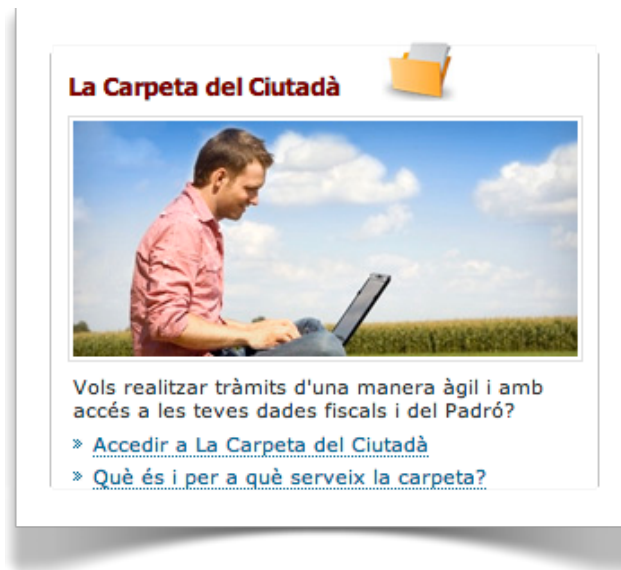 La Carpeta del Ciutadà
Vols realitzar tràmits d'una manera àgil i amb
accés a les teves dades fiscals i del Padró?
» Accedir a La Carpeta del Ciutadà
» Què és i per a què serveix la carpeta?